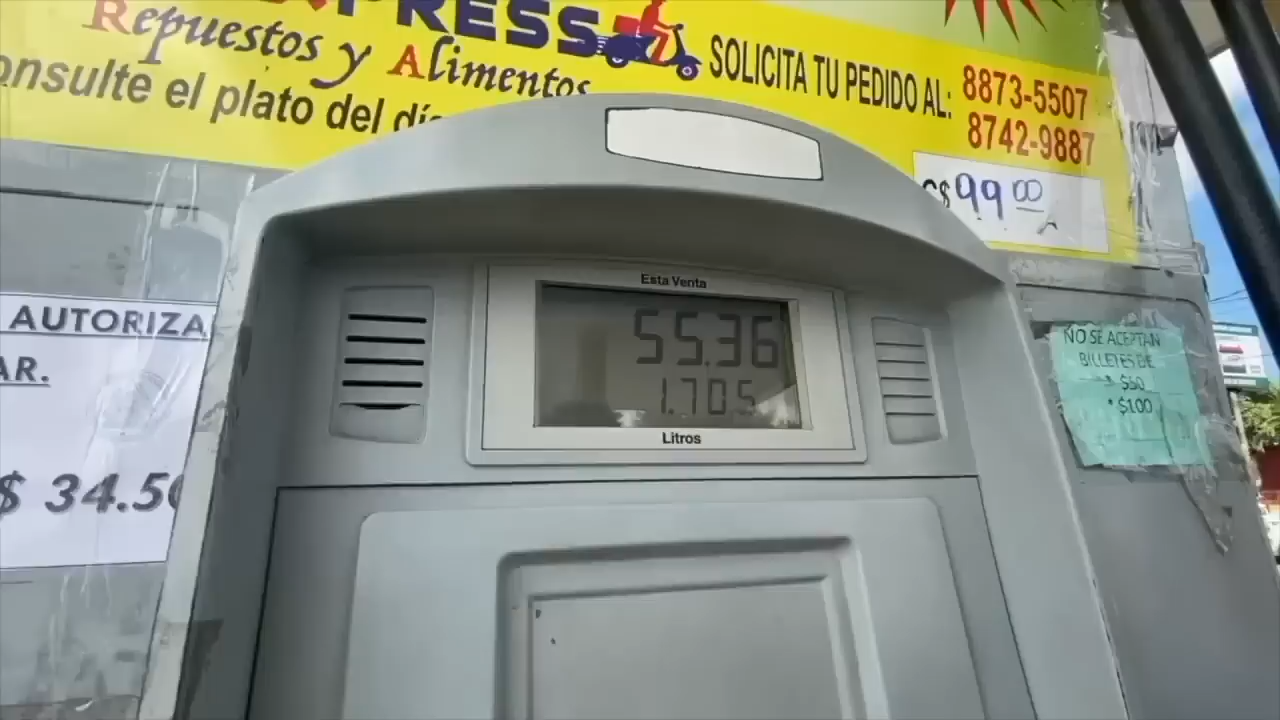 PRESS
Repuestos y Alimentos
onsulte el plato del
SOLICITA TU PEDIDO AL:
8873-5507
8742-9887
C$99 00
AUTORIZA
AR.
$ 34.50
Esta Venta
55.36
1.705
Litros
NO SE ACEPTAN
BILLETES DE
* $50
* $100